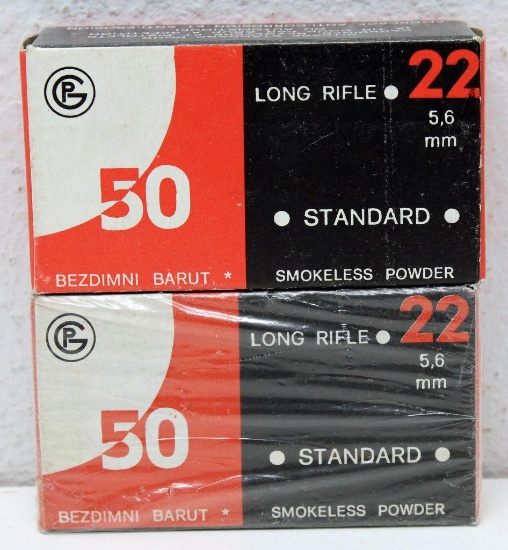 PG
LONG RIFLE • 22
5,6
mm
50
• STANDARD •
BEZDIMNI BARUT * SMOKELESS POWDER
PG
LONG RIFLE • 22
5,6
mm
50
• STANDARD •
BEZDIMNI BARUT * SMOKELESS POWDER